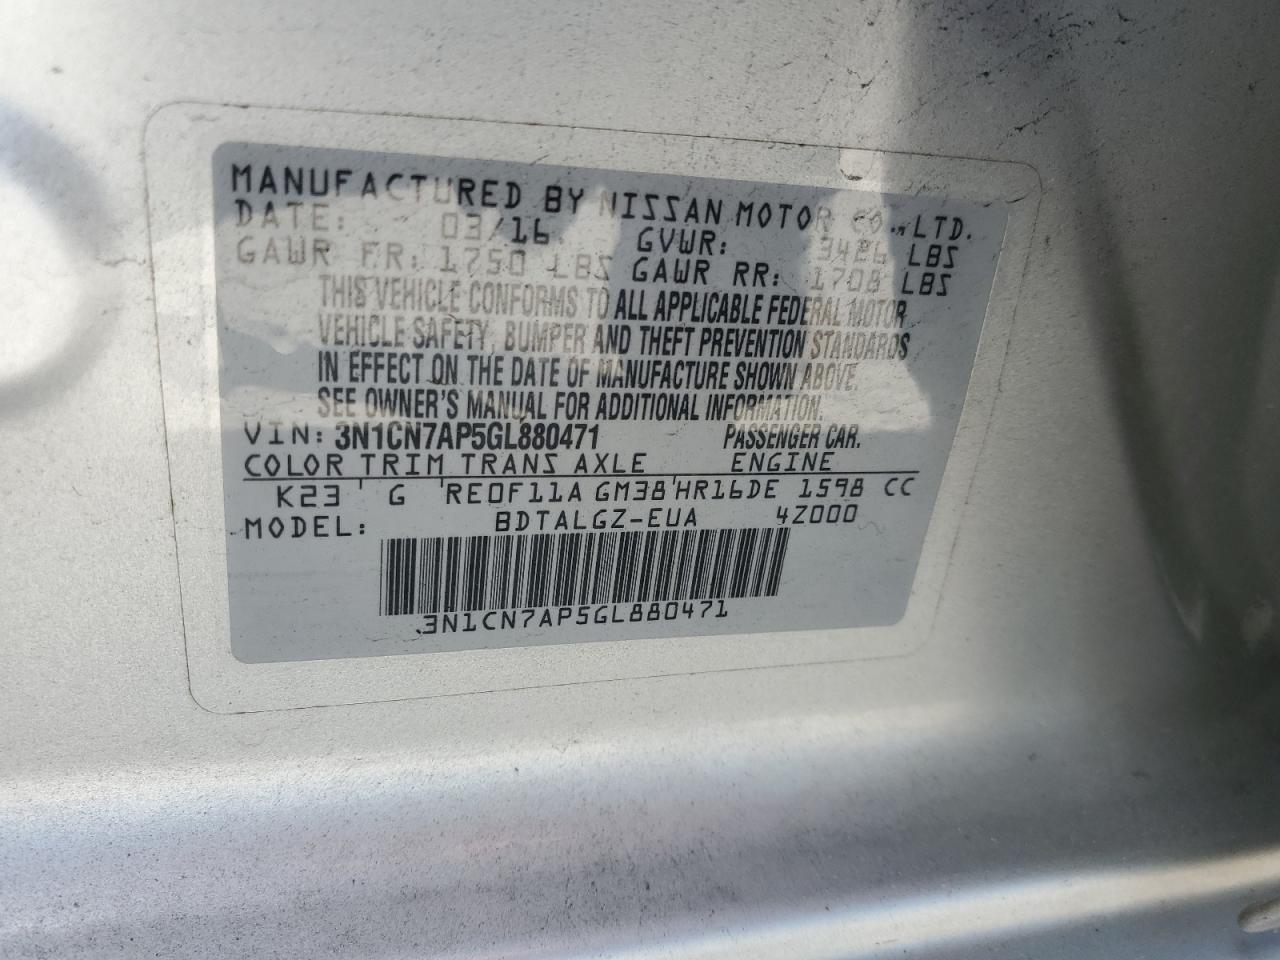 MANUFACTURED BY NISSAN MOTOR CO.,LTD.
DATE: 03/16 GVWR: 3426 LBS
GAWR FR: 1750 LBS GAWR RR: 1708 LBS
THIS VEHICLE CONFORMS TO ALL APPLICABLE FEDERAL MOTOR
VEHICLE SAFETY, BUMPER AND THEFT PREVENTION STANDARDS
IN EFFECT ON THE DATE OF MANUFACTURE SHOWN ABOVE.
SEE OWNER'S MANUAL FOR ADDITIONAL INFORMATION.
VIN: 3N1CN7AP5GL880471 PASSENGER CAR.
COLOR TRIM TRANS AXLE ENGINE
K23 ' G 'RE0F11A GM38'HR16DE 1598 CC
MODEL: BDTALGZ-EUA 4Z000
3N1CN7AP5GL880471